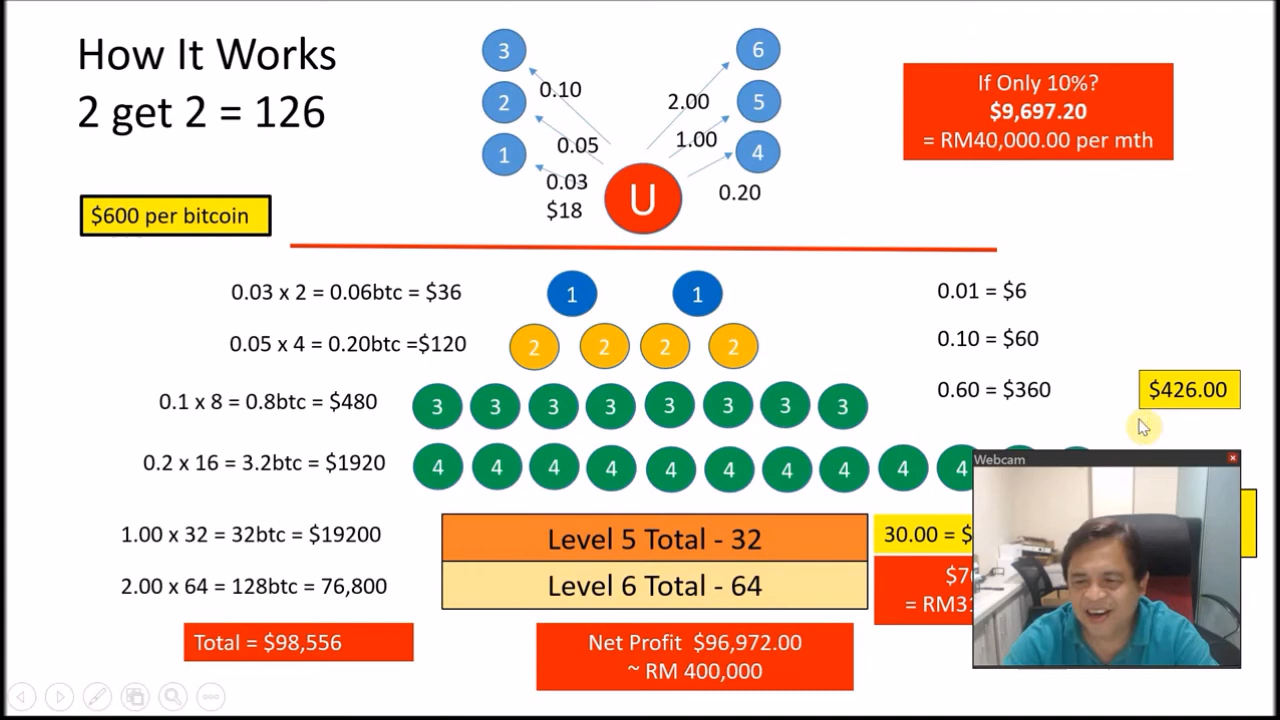 How It Works
2 get 2 = 126
$600 per bitcoin
3
2
1
0.10
0.05
0.03
$18
U
6
5
4
2.00
1.00
0.20
If Only 10%?
$9,697.20
= RM40,000.00 per mth
0.03 x 2 = 0.06btc = $36
1 1
0.01 = $6
0.05 x 4 = 0.20btc =$120
2 2 2 2
0.10 = $60
0.1 x 8 = 0.8btc = $480
3 3 3 3 3 3 3 3
0.60 = $360
$426.00
0.2 x 16 = 3.2btc = $1920
4 4 4 4 4 4 4 4 4 4
Webcam
1.00 x 32 = 32btc = $19200
Level 5 Total - 32
30.00 = $
2.00 x 64 = 128btc = 76,800
Level 6 Total - 64
= RM
Total = $98,556
Net Profit $96,972.00
~ RM 400,000